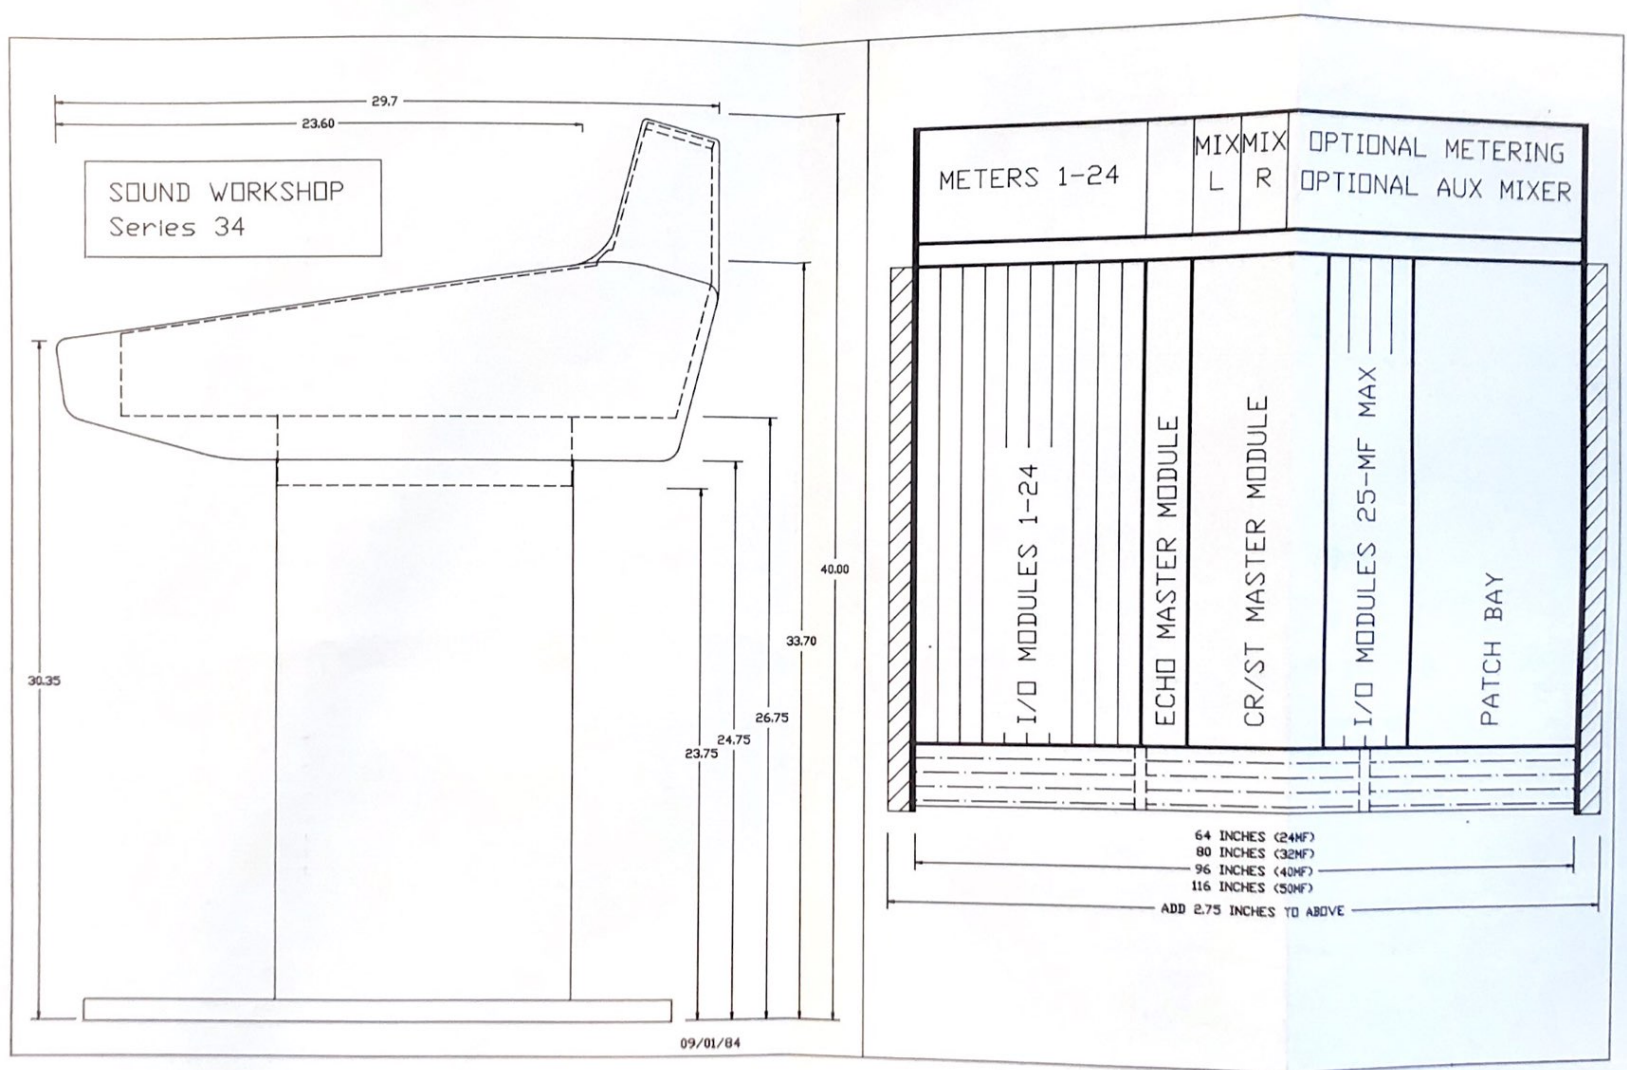 29.7
23.60
SOUND WORKSHOP
Series 34
30.35
40.00
33.70
26.75
24.75
23.75
09/01/84
METERS 1-24
MIX
L
MIX
R
OPTIONAL METERING
OPTIONAL AUX MIXER
I/O MODULES 1-24
ECHO MASTER MODULE
CR/ST MASTER MODULE
I/O MODULES 25-MF MAX
PATCH BAY
64 INCHES (24MF)
80 INCHES (32MF)
96 INCHES (40MF)
116 INCHES (50MF)
ADD 2.75 INCHES TO ABOVE